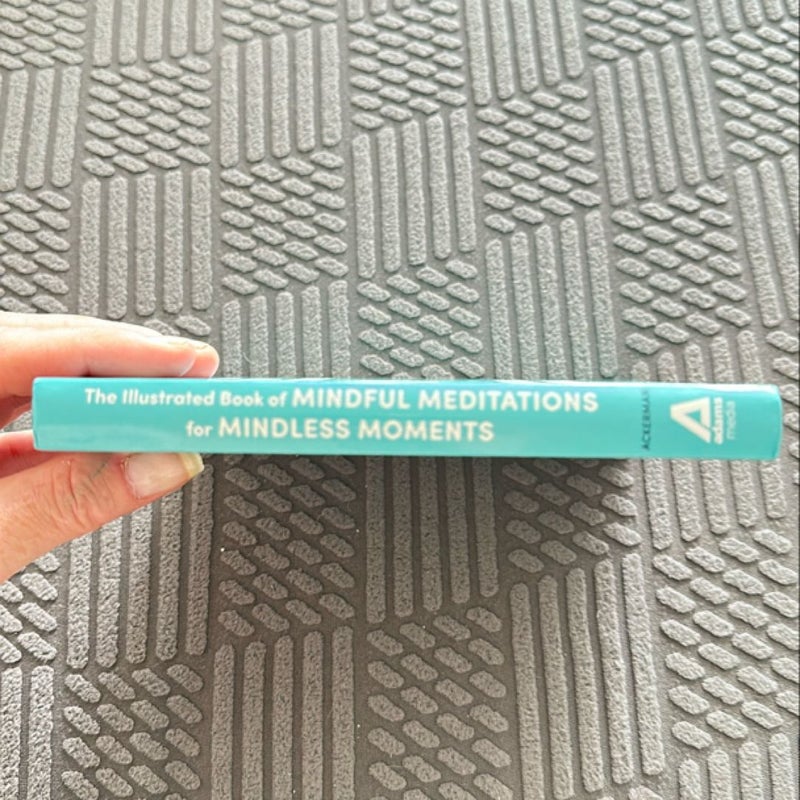 The Illustrated Book of MINDFUL MEDITATIONS
for MINDLESS MOMENTS
ACKERMAN
adams
media